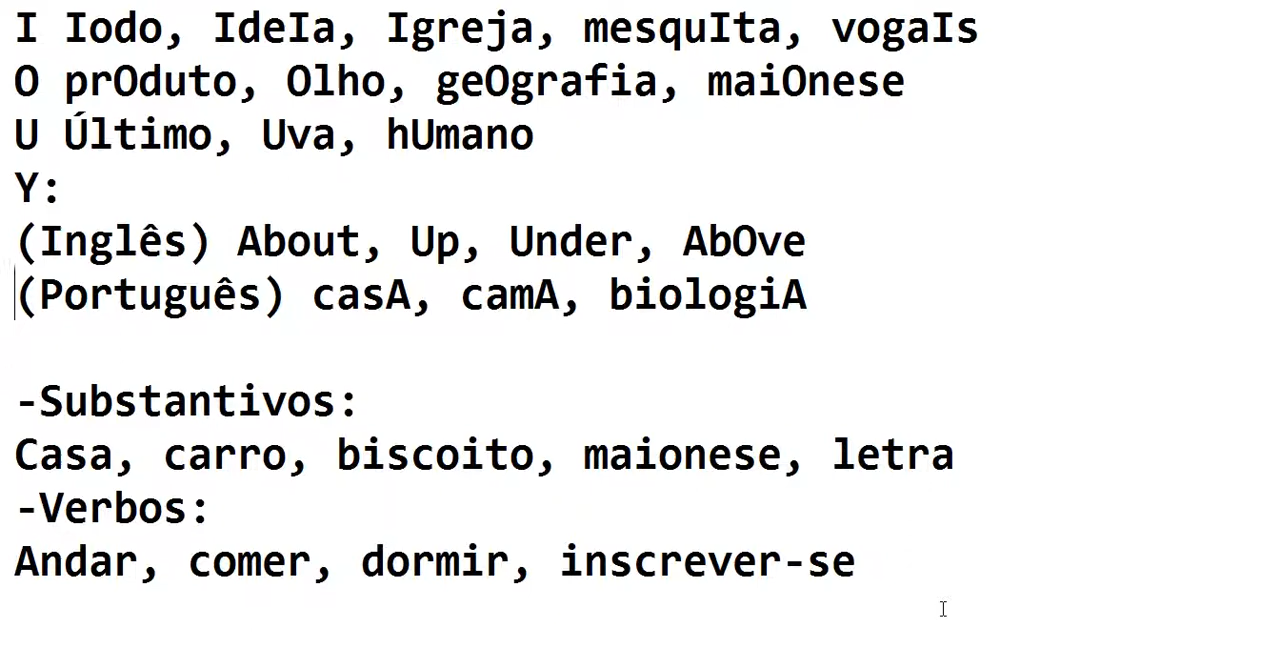 I Iodo, IdeIa, Igreja, mesquIta, vogaIs
O prOduto, Olho, geOgrafia, maiOnese
U Último, Uva, hUmano
Y:
(Inglês) About, Up, Under, AbOve
(Português) casA, camA, biologiA
-Substantivos:
Casa, carro, biscoito, maionese, letra
-Verbos:
Andar, comer, dormir, inscrever-se